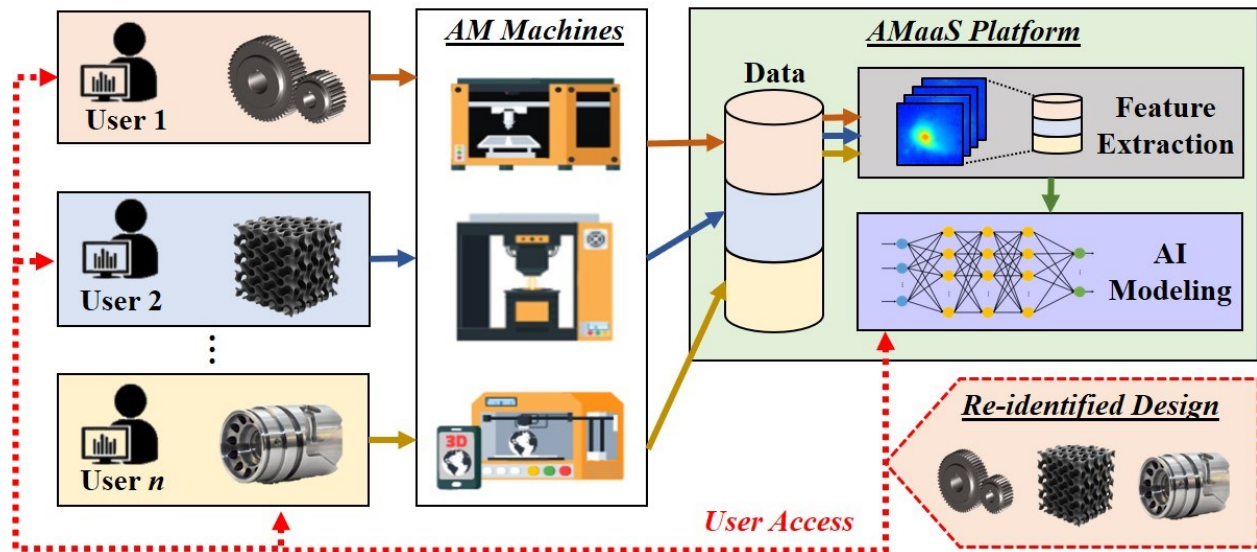 User 1
User 2
⋮
User n
AM Machines
3D
AMaaS Platform
Data
Feature
Extraction
AI
Modeling
Re-identified Design
User Access